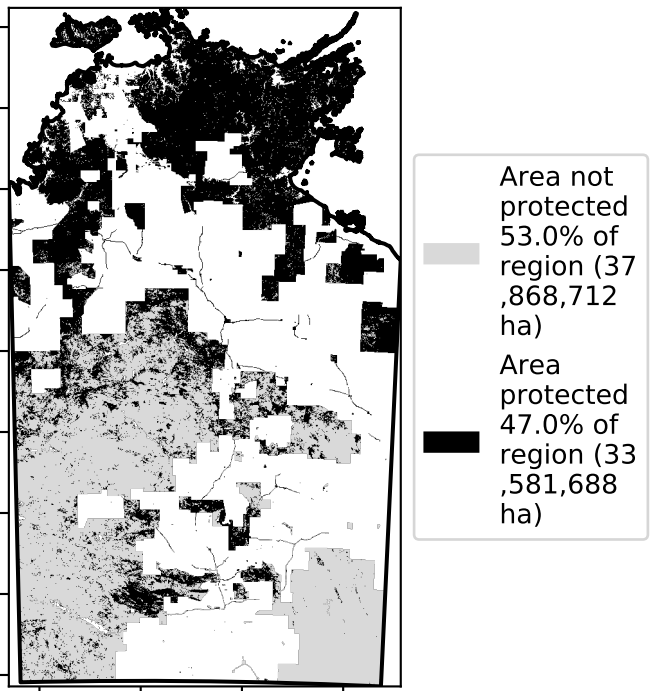 Area not
protected
53.0% of
region (37
,868,712
ha)
Area
protected
47.0% of
region (33
,581,688
ha)